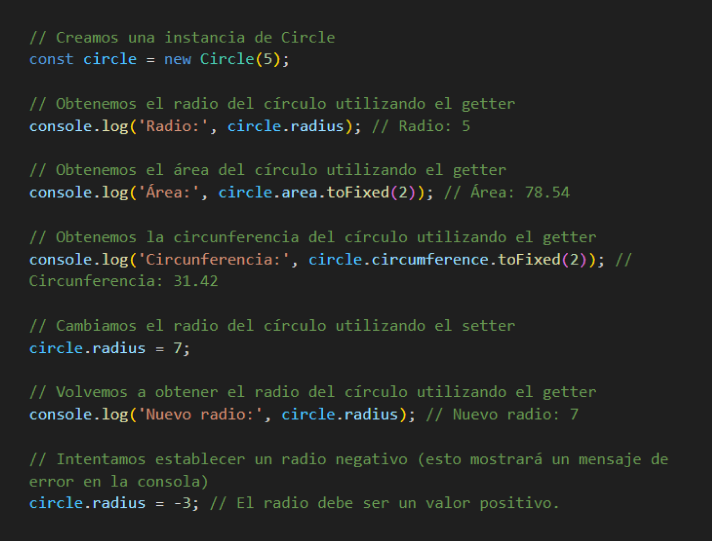 // Creamos una instancia de Circle
const circle = new Circle(5);
// Obtenemos el radio del círculo utilizando el getter
console.log('Radio:', circle.radius); // Radio: 5
// Obtenemos el área del círculo utilizando el getter
console.log('Área:', circle.area.toFixed(2)); // Área: 78.54
// Obtenemos la circunferencia del círculo utilizando el getter
console.log('Circunferencia:', circle.circumference.toFixed(2)); //
Circunferencia: 31.42
// Cambiamos el radio del círculo utilizando el setter
circle.radius = 7;
// Volvemos a obtener el radio del círculo utilizando el getter
console.log('Nuevo radio:', circle.radius); // Nuevo radio: 7
// Intentamos establecer un radio negativo (esto mostrará un mensaje de
error en la consola)
circle.radius = -3; // El radio debe ser un valor positivo.